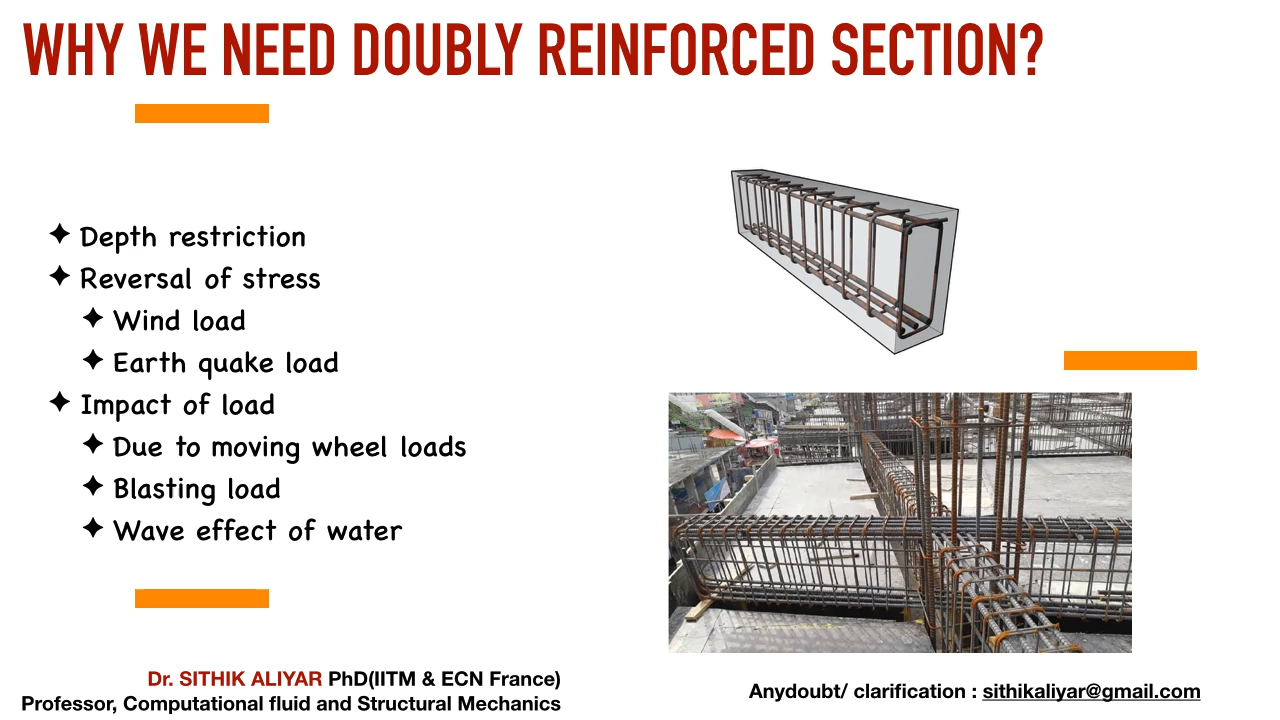 WHY WE NEED DOUBLY REINFORCED SECTION?
✦ Depth restriction
✦ Reversal of stress
✦ Wind load
✦ Earth quake load
✦ Impact of load
✦ Due to moving wheel loads
✦ Blasting load
✦ Wave effect of water
Dr. SITHIK ALIYAR PhD(IITM & ECN France)
Professor, Computational fluid and Structural Mechanics
Anydoubt/ clarification : sithikaliyar@gmail.com